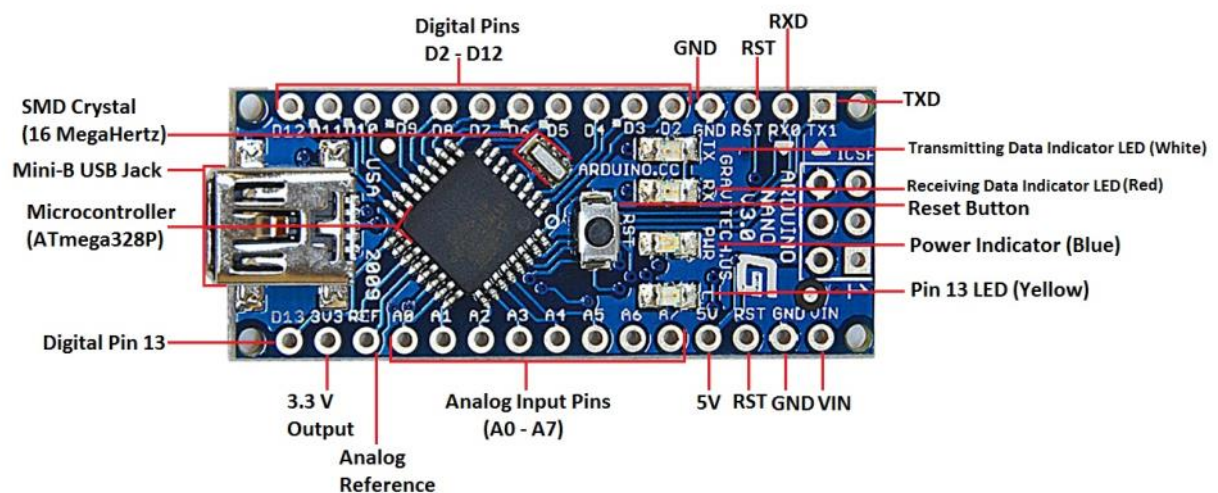 Digital Pins
D2 - D12
GND
RST
RXD
TXD
SMD Crystal
(16 MegaHertz)
Mini-B USB Jack
Microcontroller
(ATmega328P)
Digital Pin 13
D12 D11 D10 D9 D8 D7 D6 D5 D4 D3 D2 GND RST RX0 TX1
TX
RX
PWR
L
RST
ARDUINO.CC
GRAVITECH.US
ARDUINO
NANO
V3.0
ICSP
1
USA
2009
D13 3V3 REF A0 A1 A2 A3 A4 A5 A6 A7 5V RST GND VIN
Transmitting Data Indicator LED (White)
Receiving Data Indicator LED (Red)
Reset Button
Power Indicator (Blue)
Pin 13 LED (Yellow)
3.3 V
Output
Analog
Reference
Analog Input Pins
(A0 - A7)
5V
RST
GND
VIN